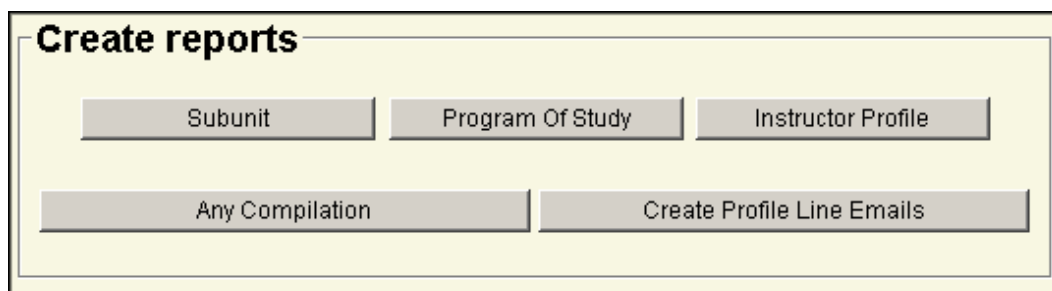 Create reports
Subunit Program Of Study Instructor Profile
Any Compilation Create Profile Line Emails